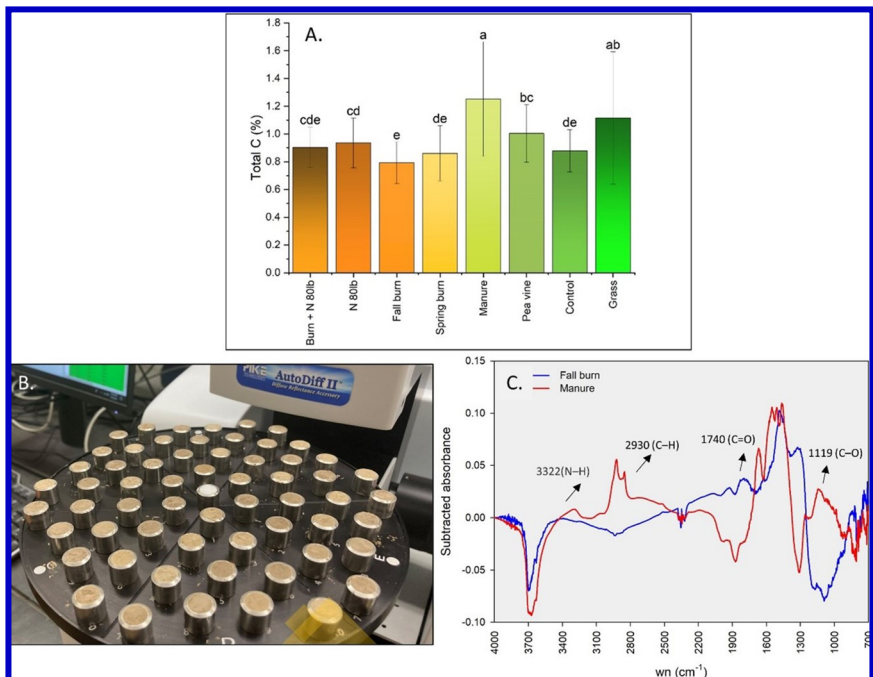 A.
Total C (%)
1.8
1.6
1.4
1.2
1.0
0.8
0.6
0.4
0.2
0.0
cde
cd
e
de
a
bc
de
ab
Burn + N 80lb
N 80lb
Fall burn
Spring burn
Manure
Pea vine
Control
Grass
B.
PIKE
AutoDiff II
Diffuse Reflectance Accessory
E
D
C.
Fall burn
Manure
Subtracted absorbance
0.15
0.10
0.05
0.00
-0.05
-0.10
3322(N–H)
2930 (C–H)
1740 (C=O)
1119 (C–O)
4000
3700
3400
3100
2800
2500
2200
1900
1600
1300
1000
700
wn (cm-1)